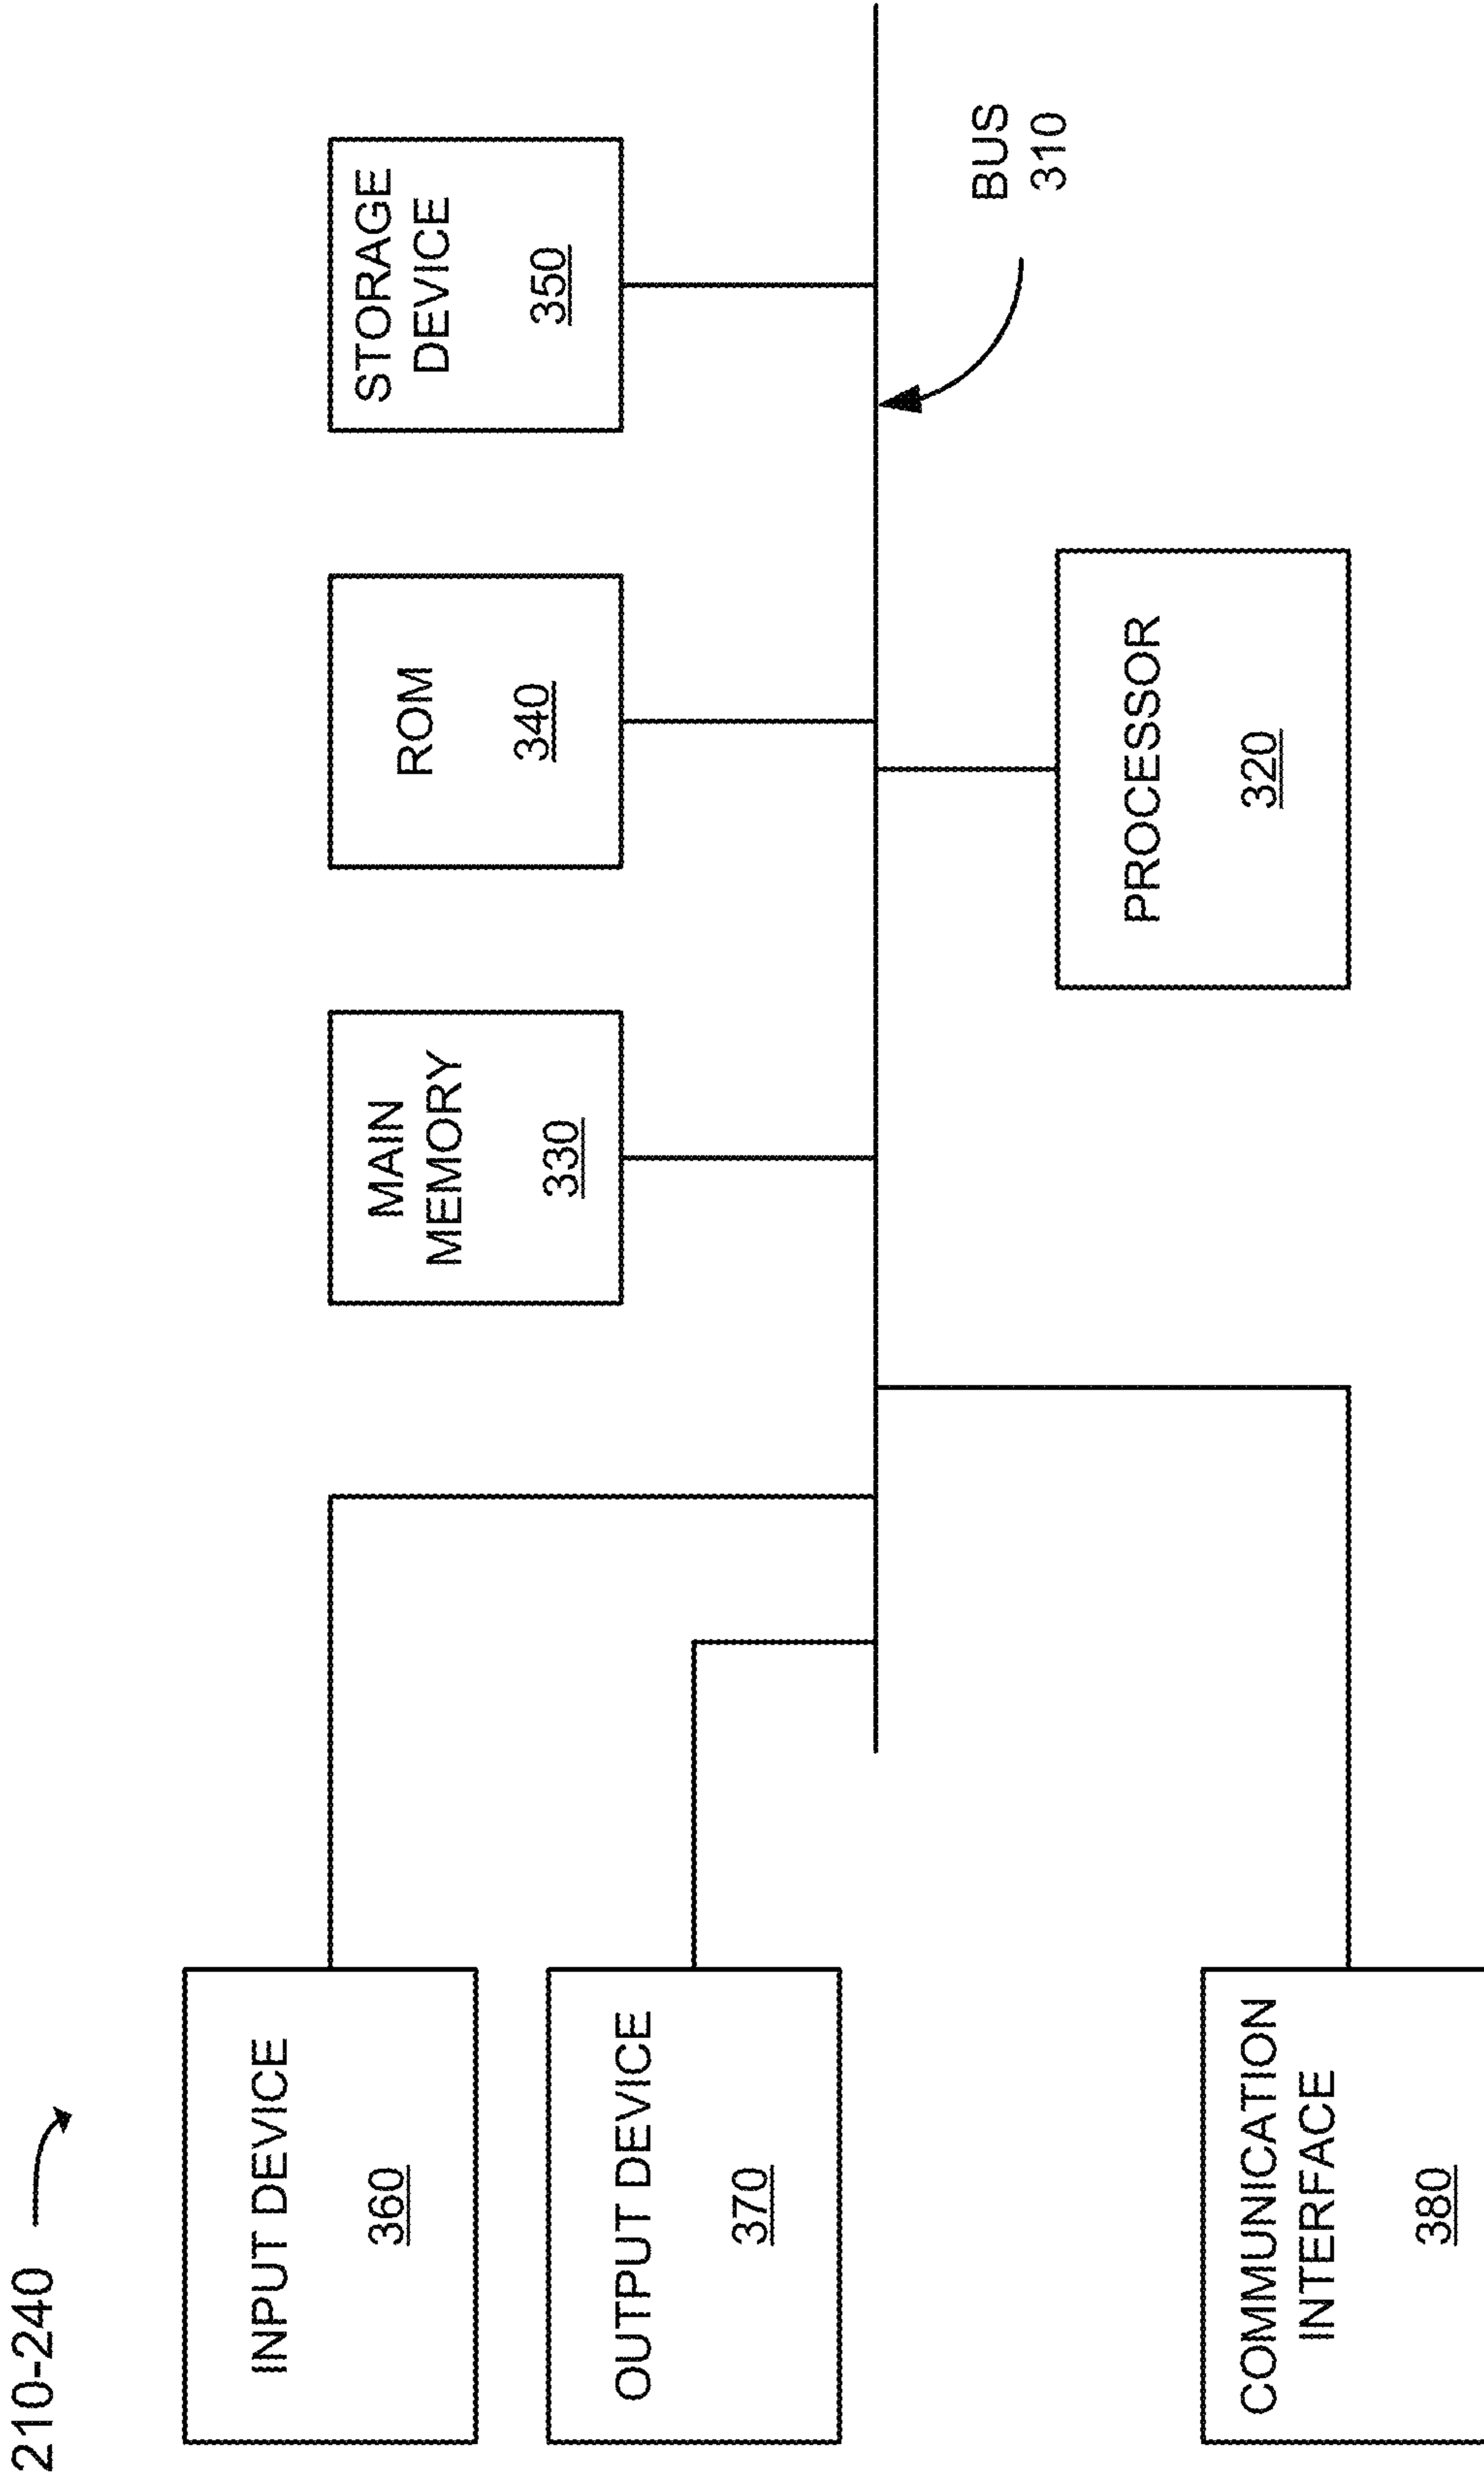 210-240
INPUT DEVICE
360
OUTPUT DEVICE
370
COMMUNICATION
INTERFACE
380
MAIN
MEMORY
330
ROM
340
STORAGE
DEVICE
350
PROCESSOR
320
BUS
310